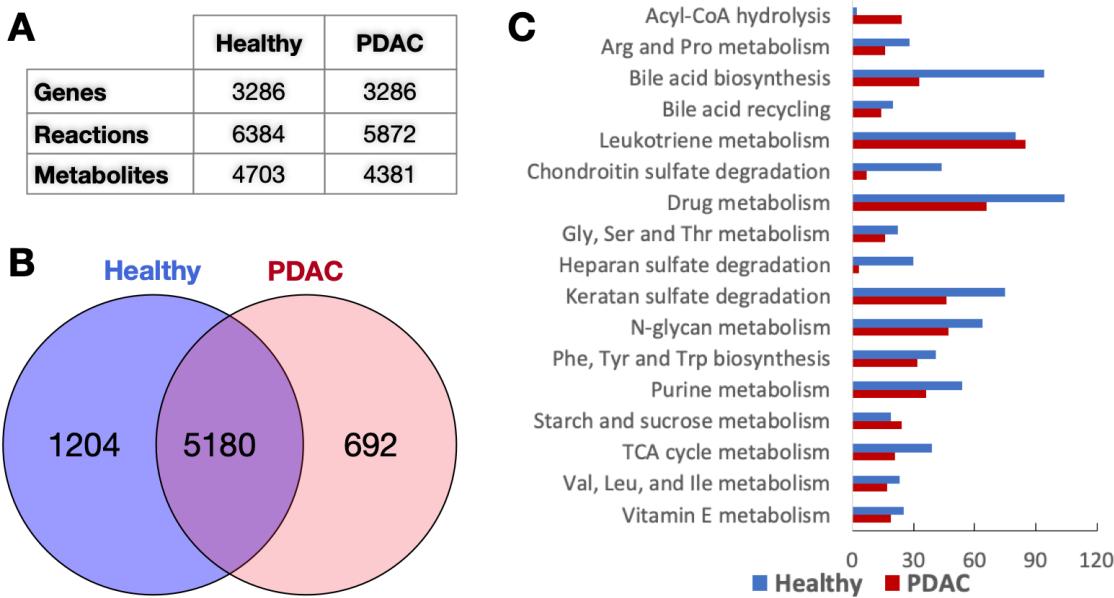 A
Healthy PDAC
Genes 3286 3286
Reactions 6384 5872
Metabolites 4703 4381
B
Healthy PDAC
1204 5180 692
C
Acyl-CoA hydrolysis
Arg and Pro metabolism
Bile acid biosynthesis
Bile acid recycling
Leukotriene metabolism
Chondroitin sulfate degradation
Drug metabolism
Gly, Ser and Thr metabolism
Heparan sulfate degradation
Keratan sulfate degradation
N-glycan metabolism
Phe, Tyr and Trp biosynthesis
Purine metabolism
Starch and sucrose metabolism
TCA cycle metabolism
Val, Leu, and Ile metabolism
Vitamin E metabolism
0 30 60 90 120
Healthy PDAC